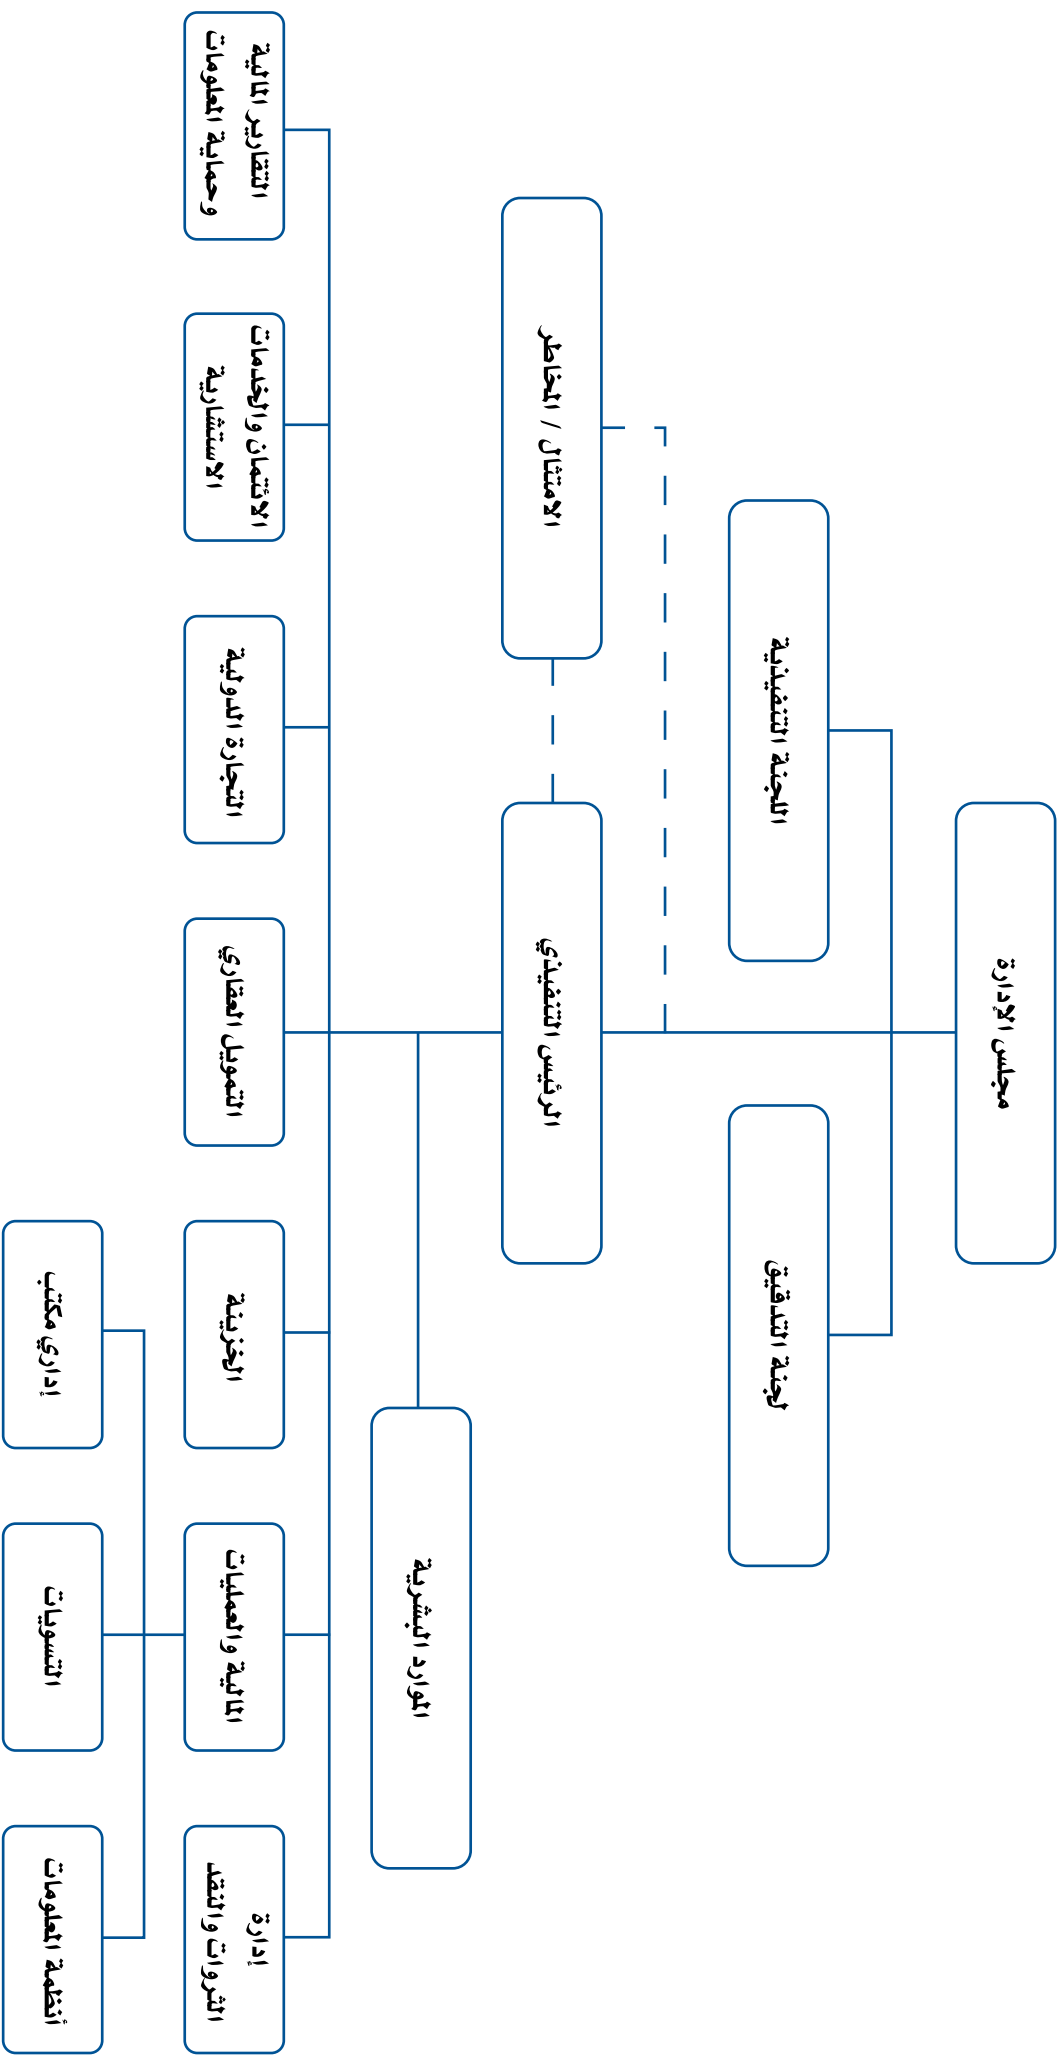 مجلس الإدارة
لجنة التدقيق
اللجنة التنفيذية
الرئيس التنفيذي
الامتثال / المخاطر
الموارد البشرية
إدارة
الثروات والنقد
المالية والعمليات
الخزينة
التمويل العقاري
التجارة الدولية
الائتمان والخدمات
الاستشارية
التقارير المالية
وحماية المعلومات
أنظمة المعلومات
التسويات
إداري مكتب